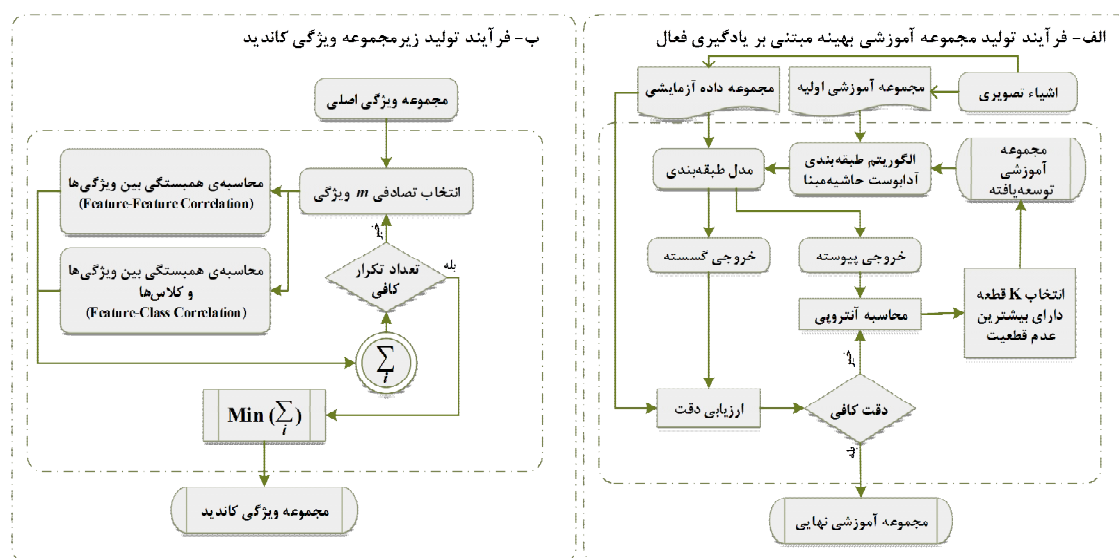 الف- فرآیند تولید مجموعه آموزشی بهینه مبتنی بر یادگیری فعال
اشیاء تصویری
مجموعه آموزشی اولیه
مجموعه داده آزمایشی
مجموعه
آموزشی
توسعه‌یافته
الگوریتم طبقه‌بندی
آدابوست حاشیه‌مبنا
مدل طبقه‌بندی
خروجی پیوسته
خروجی گسسته
انتخاب K قطعه
دارای بیشترین
عدم قطعیت
محاسبه آنتروپی
خیر
دقت کافی
ارزیابی دقت
بله
مجموعه آموزشی نهایی
ب- فرآیند تولید زیرمجموعه ویژگی کاندید
مجموعه ویژگی اصلی
انتخاب تصادفی m ویژگی
محاسبه‌ی همبستگی بین ویژگی‌ها
(Feature-Feature Correlation)
محاسبه‌ی همبستگی بین ویژگی‌ها
و کلاس‌ها
(Feature-Class Correlation)
خیر
تعداد تکرار
کافی
بله
∑
i
Min (∑
i
)
مجموعه ویژگی کاندید